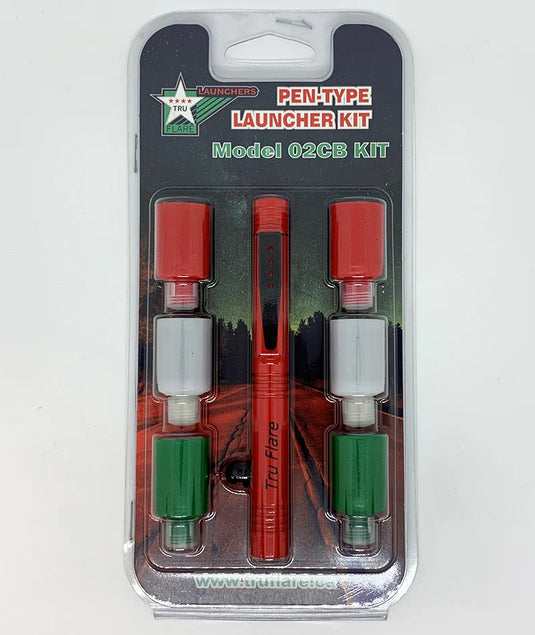 LAUNCHERS
TRU
FLARE
PEN-TYPE
LAUNCHER KIT
Model 02CB KIT
Tru Flare
www.truflare.ca